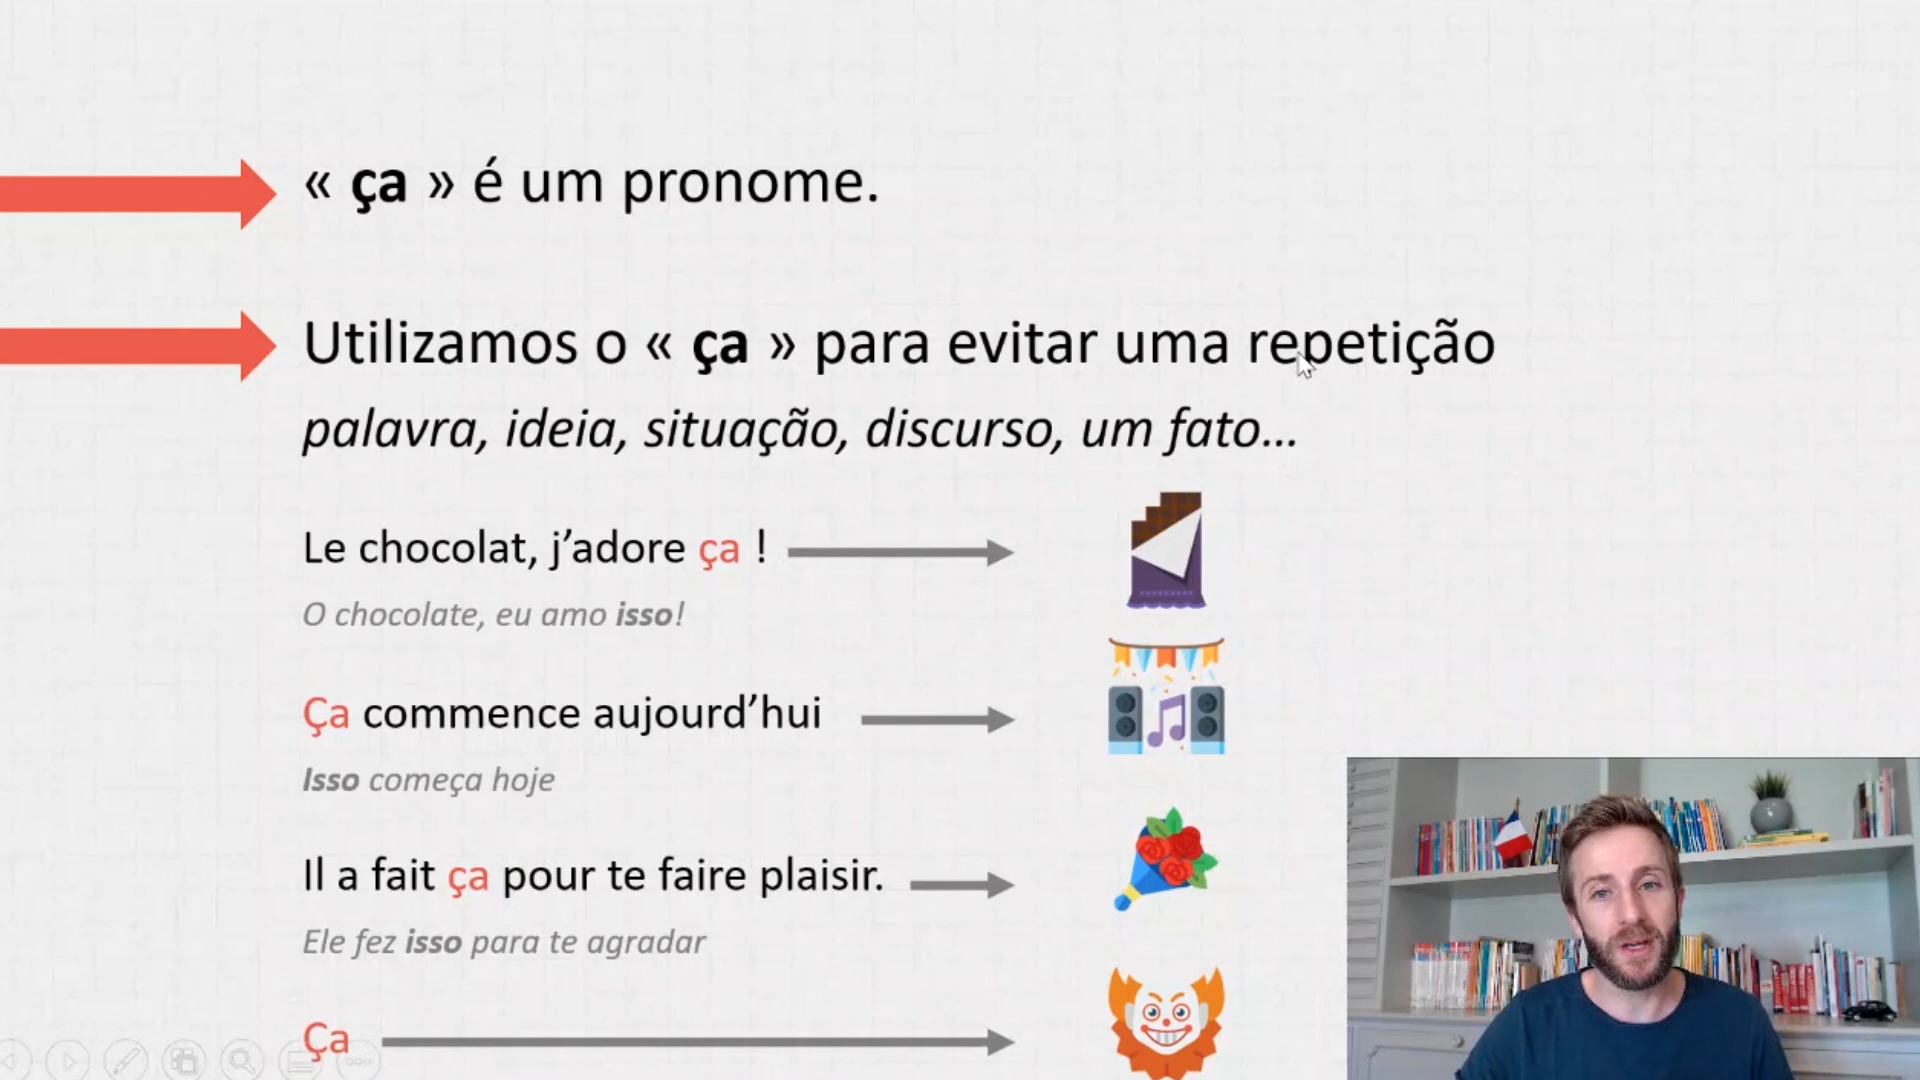 « ça » é um pronome.
Utilizamos o « ça » para evitar uma repetição
palavra, ideia, situação, discurso, um fato...
Le chocolat, j’adore ça !
O chocolate, eu amo isso!
Ça commence aujourd’hui
Isso começa hoje
Il a fait ça pour te faire plaisir.
Ele fez isso para te agradar
Ça